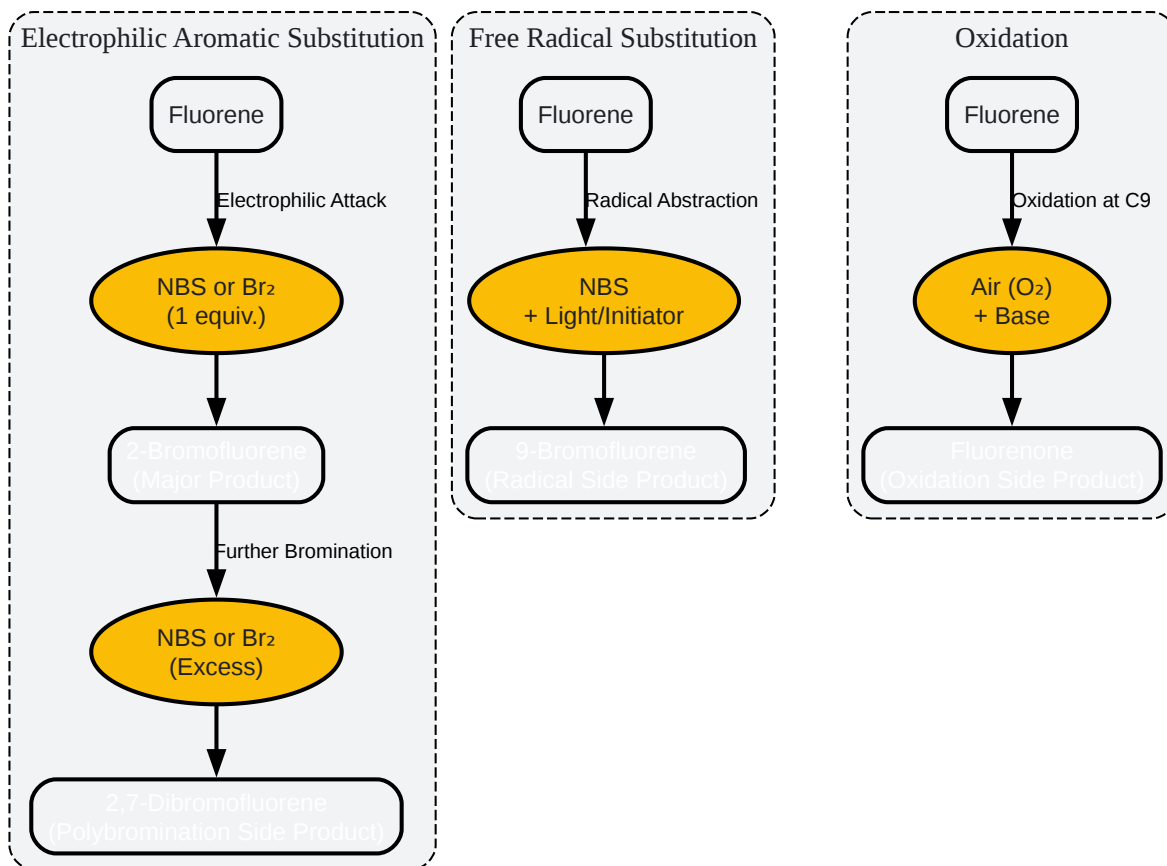 Electrophilic Aromatic Substitution
Fluorene
Electrophilic Attack
NBS or Br₂
(1 equiv.)
2-Bromofluorene
(Major Product)
Further Bromination
NBS or Br₂
(Excess)
2,7-Dibromofluorene
(Polybromination Side Product)
Free Radical Substitution
Fluorene
Radical Abstraction
NBS
+ Light/Initiator
9-Bromofluorene
(Radical Side Product)
Oxidation
Fluorene
Oxidation at C9
Air (O₂)
+ Base
Fluorenone
(Oxidation Side Product)